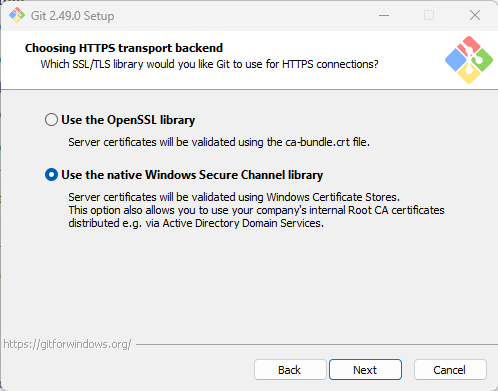 Git 2.49.0 Setup
Choosing HTTPS transport backend
Which SSL/TLS library would you like Git to use for HTTPS connections?
Use the OpenSSL library
Server certificates will be validated using the ca-bundle.crt file.
Use the native Windows Secure Channel library
Server certificates will be validated using Windows Certificate Stores.
This option also allows you to use your company's internal Root CA certificates
distributed e.g. via Active Directory Domain Services.
https://gitforwindows.org/
Back Next Cancel